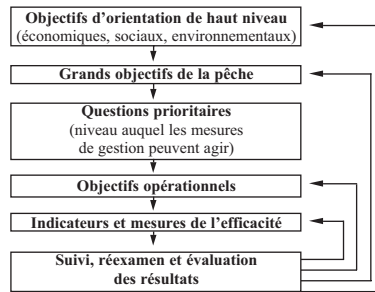 Objectifs d'orientation de haut niveau
(économiques, sociaux, environnementaux)
Grands objectifs de la pêche
Questions prioritaires
(niveau auquel les mesures
de gestion peuvent agir)
Objectifs opérationnels
Indicateurs et mesures de l'efficacité
Suivi, réexamen et évaluation
des résultats